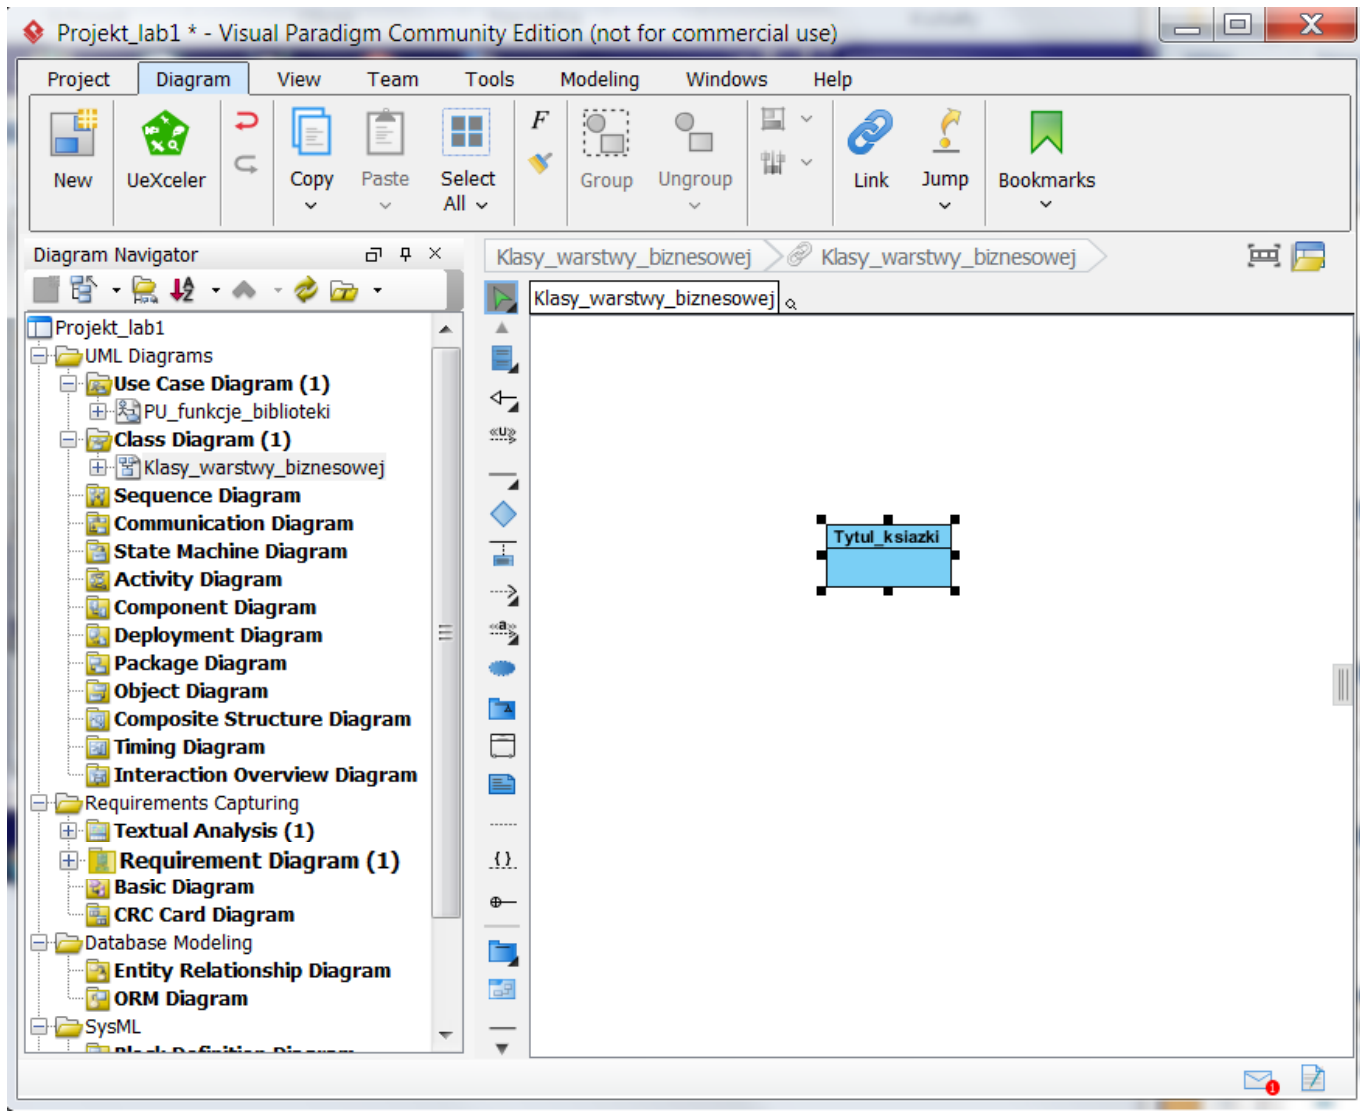 Projekt_lab1 * - Visual Paradigm Community Edition (not for commercial use)
Project Diagram View Team Tools Modeling Windows Help
New UeXceler Copy Paste Select All F Group Ungroup Link Jump Bookmarks
Diagram Navigator
Klasy_warstwy_biznesowej Klasy_warstwy_biznesowej
Klasy_warstwy_biznesowej
Projekt_lab1
UML Diagrams
Use Case Diagram (1)
PU_funkcje_biblioteki
Class Diagram (1)
Klasy_warstwy_biznesowej
Sequence Diagram
Communication Diagram
State Machine Diagram
Activity Diagram
Component Diagram
Deployment Diagram
Package Diagram
Object Diagram
Composite Structure Diagram
Timing Diagram
Interaction Overview Diagram
Requirements Capturing
Textual Analysis (1)
Requirement Diagram (1)
Basic Diagram
CRC Card Diagram
Database Modeling
Entity Relationship Diagram
ORM Diagram
SysML
Block Definition Diagram
«U»
«a»
{}
Tytul_ksiazki
1